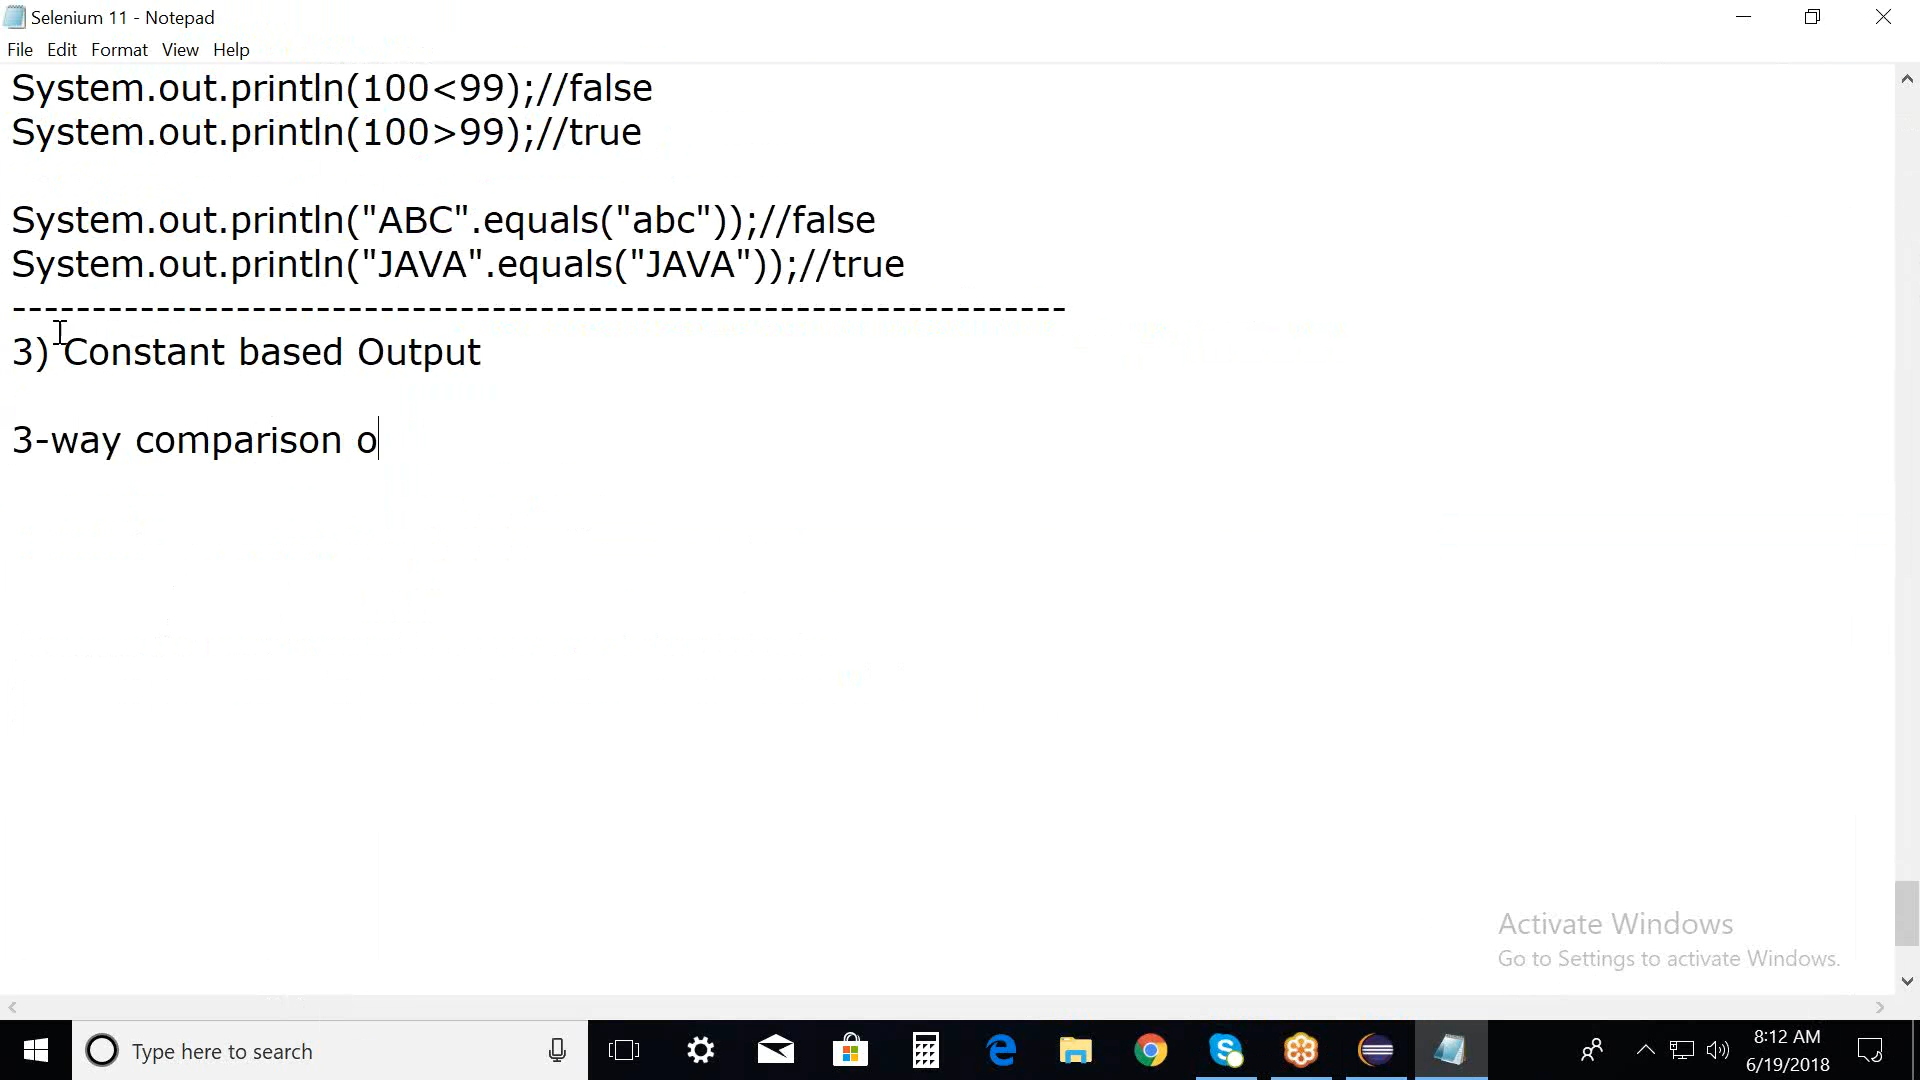 Selenium 11 - Notepad
File Edit Format View Help
System.out.println(100<99);//false
System.out.println(100>99);//true
System.out.println("ABC".equals("abc"));//false
System.out.println("JAVA".equals("JAVA"));//true
------------------------------------------------------------------
3) Constant based Output
3-way comparison o
Activate Windows
Go to Settings to activate Windows.
Type here to search
8:12 AM
6/19/2018